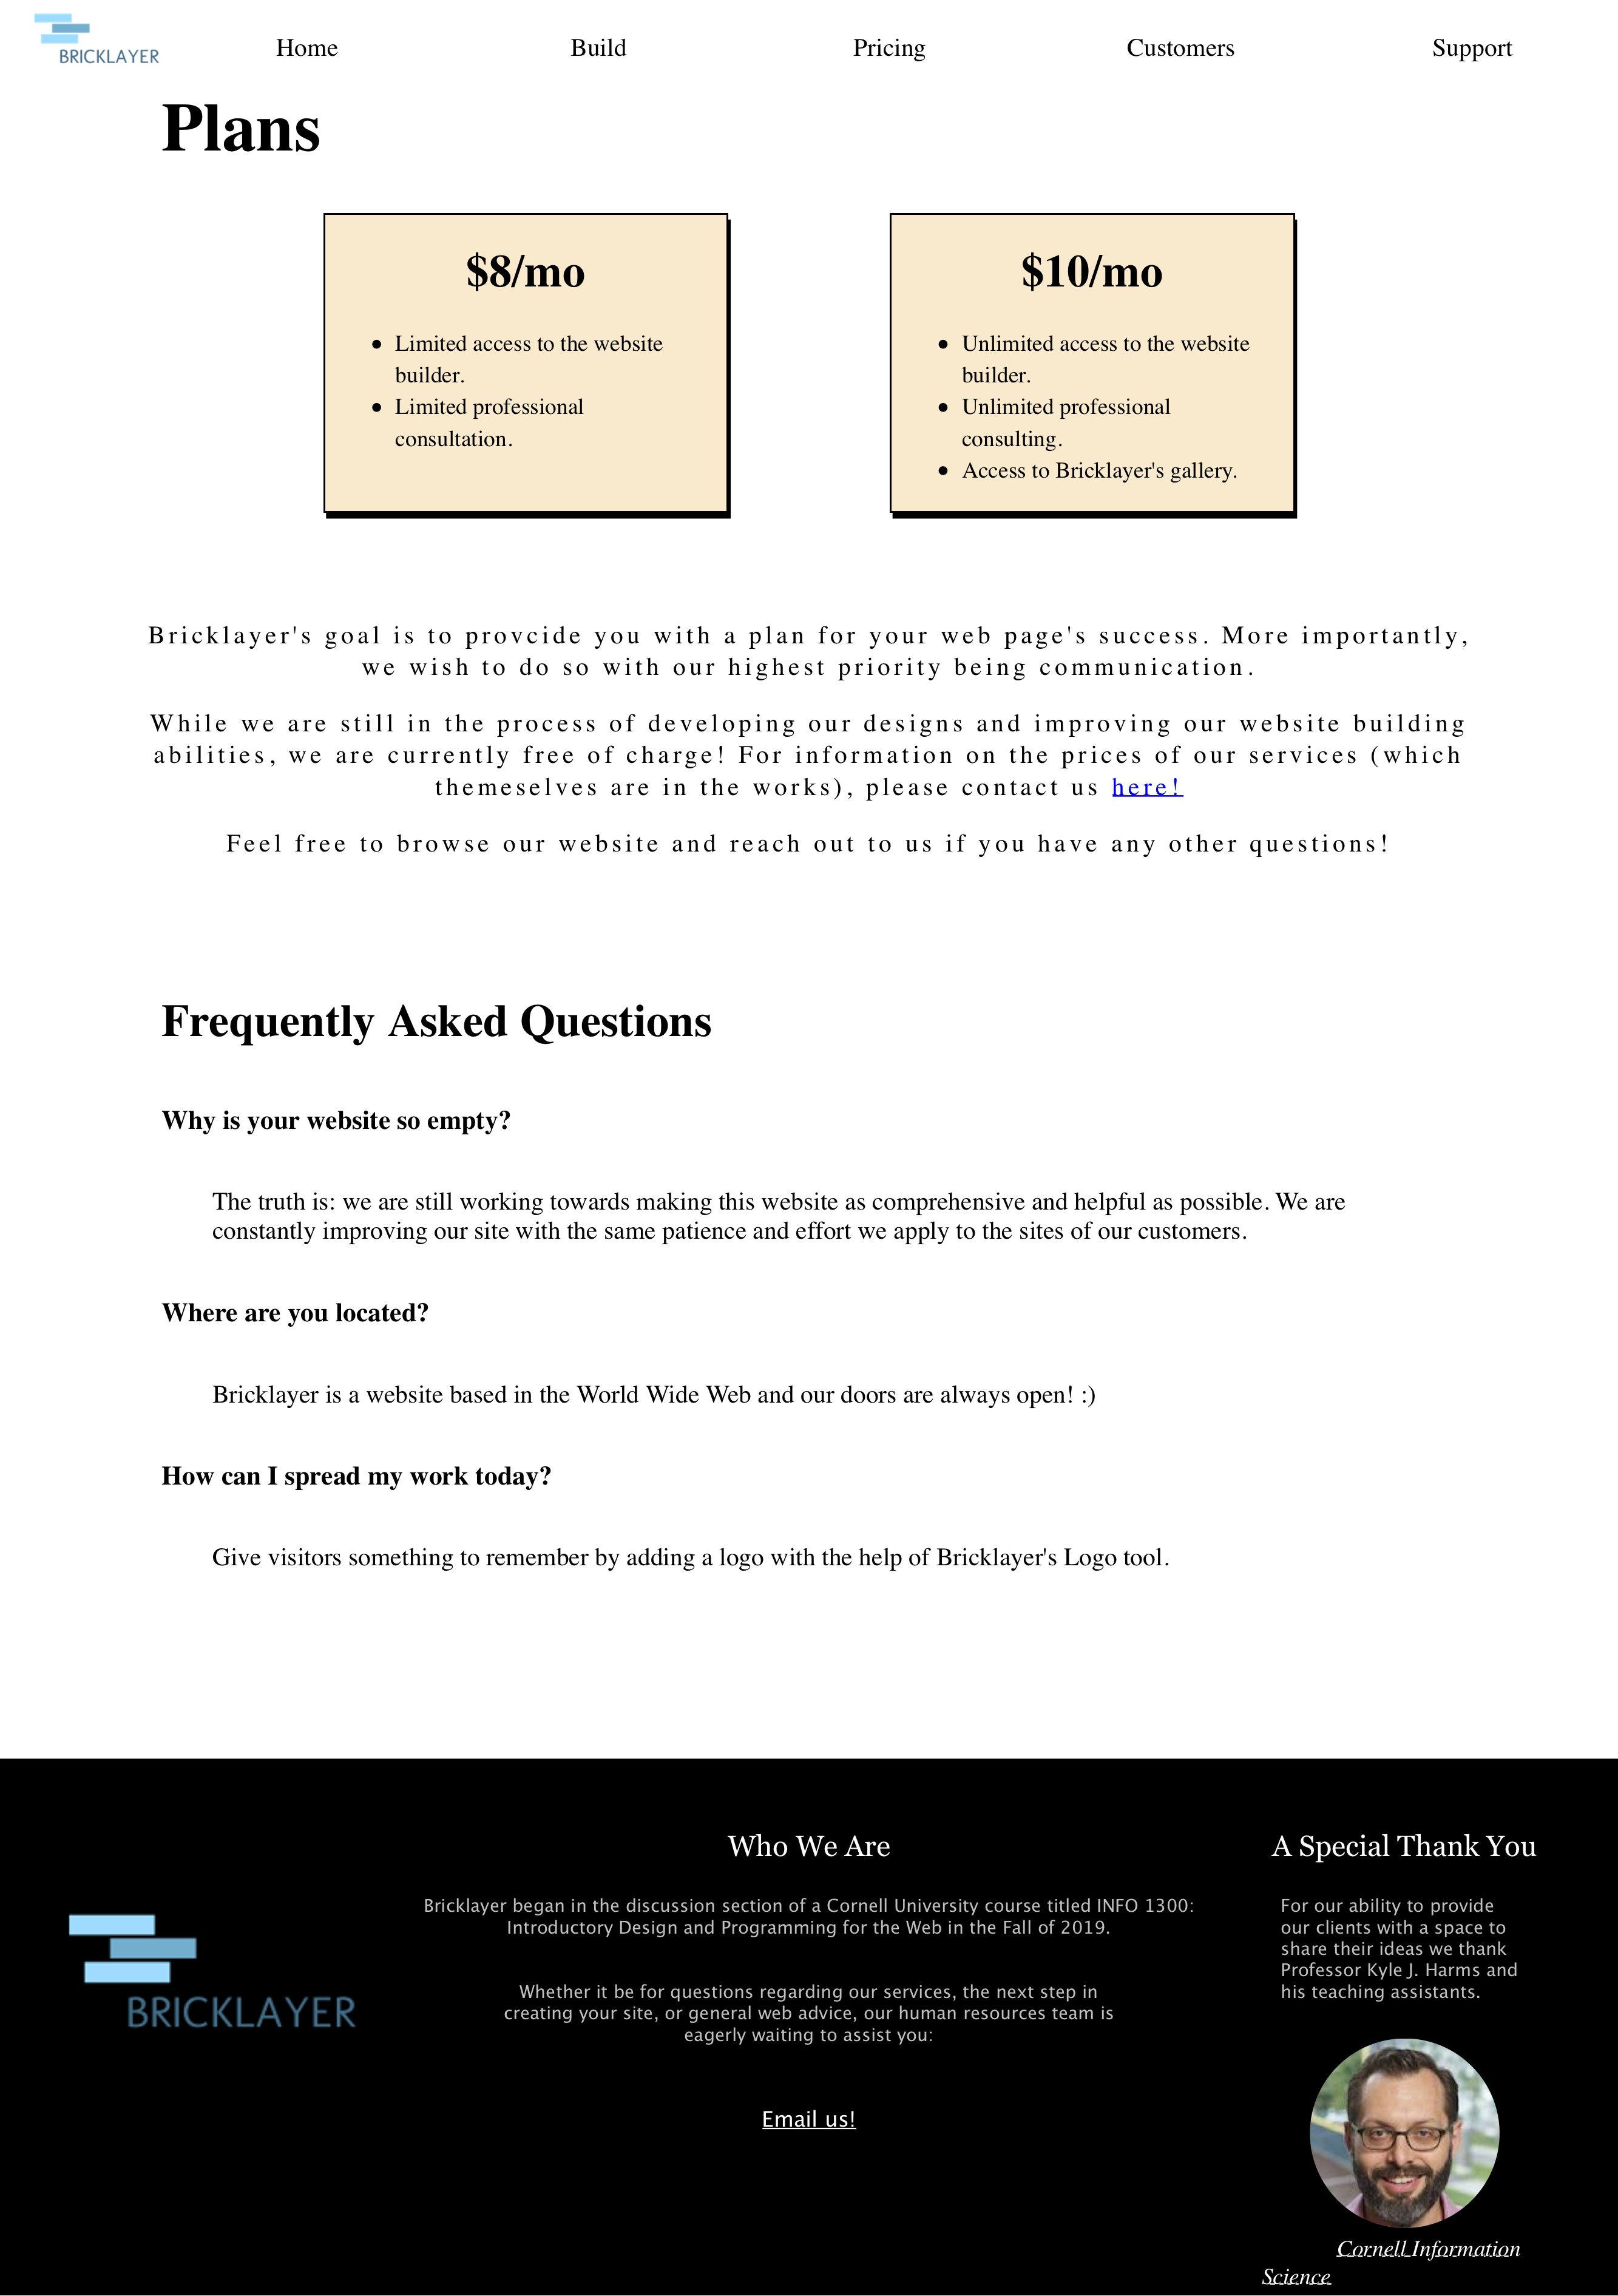 BRICKLAYER
Home Build Pricing Customers Support
Plans
$8/mo
• Limited access to the website
builder.
• Limited professional
consultation.
$10/mo
• Unlimited access to the website
builder.
• Unlimited professional
consulting.
• Access to Bricklayer's gallery.
Bricklayer's goal is to provcide you with a plan for your web page's success. More importantly,
we wish to do so with our highest priority being communication.
While we are still in the process of developing our designs and improving our website building
abilities, we are currently free of charge! For information on the prices of our services (which
themeselves are in the works), please contact us here!
Feel free to browse our website and reach out to us if you have any other questions!
Frequently Asked Questions
Why is your website so empty?
The truth is: we are still working towards making this website as comprehensive and helpful as possible. We are
constantly improving our site with the same patience and effort we apply to the sites of our customers.
Where are you located?
Bricklayer is a website based in the World Wide Web and our doors are always open! :)
How can I spread my work today?
Give visitors something to remember by adding a logo with the help of Bricklayer's Logo tool.
BRICKLAYER
Who We Are
Bricklayer began in the discussion section of a Cornell University course titled INFO 1300:
Introductory Design and Programming for the Web in the Fall of 2019.
Whether it be for questions regarding our services, the next step in
creating your site, or general web advice, our human resources team is
eagerly waiting to assist you:
Email us!
A Special Thank You
For our ability to provide
our clients with a space to
share their ideas we thank
Professor Kyle J. Harms and
his teaching assistants.
Cornell Information
Science